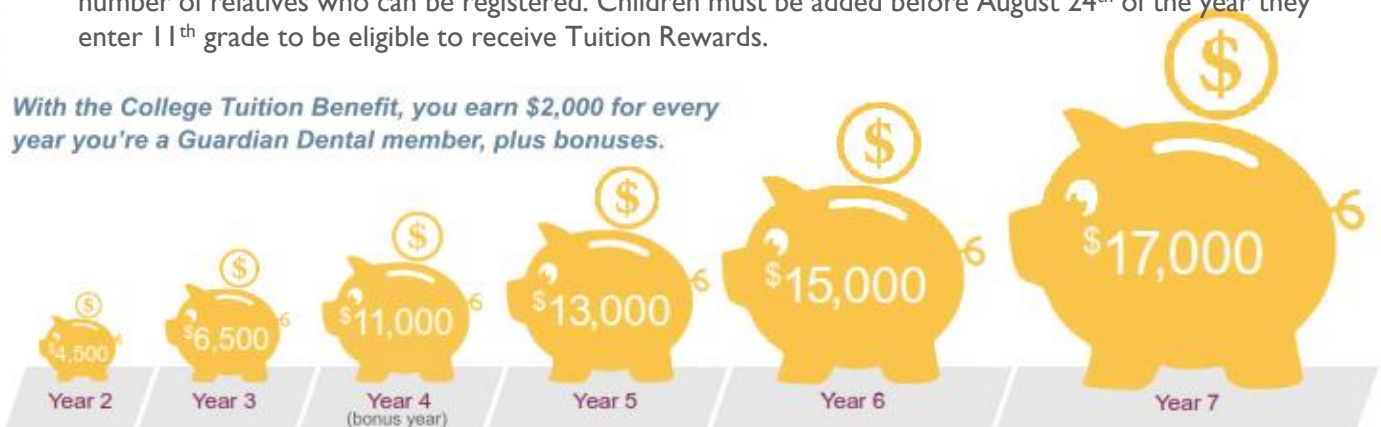 number of relatives who can be registered. Children must be added before August 24th of the year they
enter 11th grade to be eligible to receive Tuition Rewards.
With the College Tuition Benefit, you earn $2,000 for every
year you're a Guardian Dental member, plus bonuses.
$ $ $ $ $ $
$4,500 $6,500 $11,000 $13,000 $15,000 $17,000
Year 2 Year 3 Year 4 Year 5 Year 6 Year 7
(bonus year)